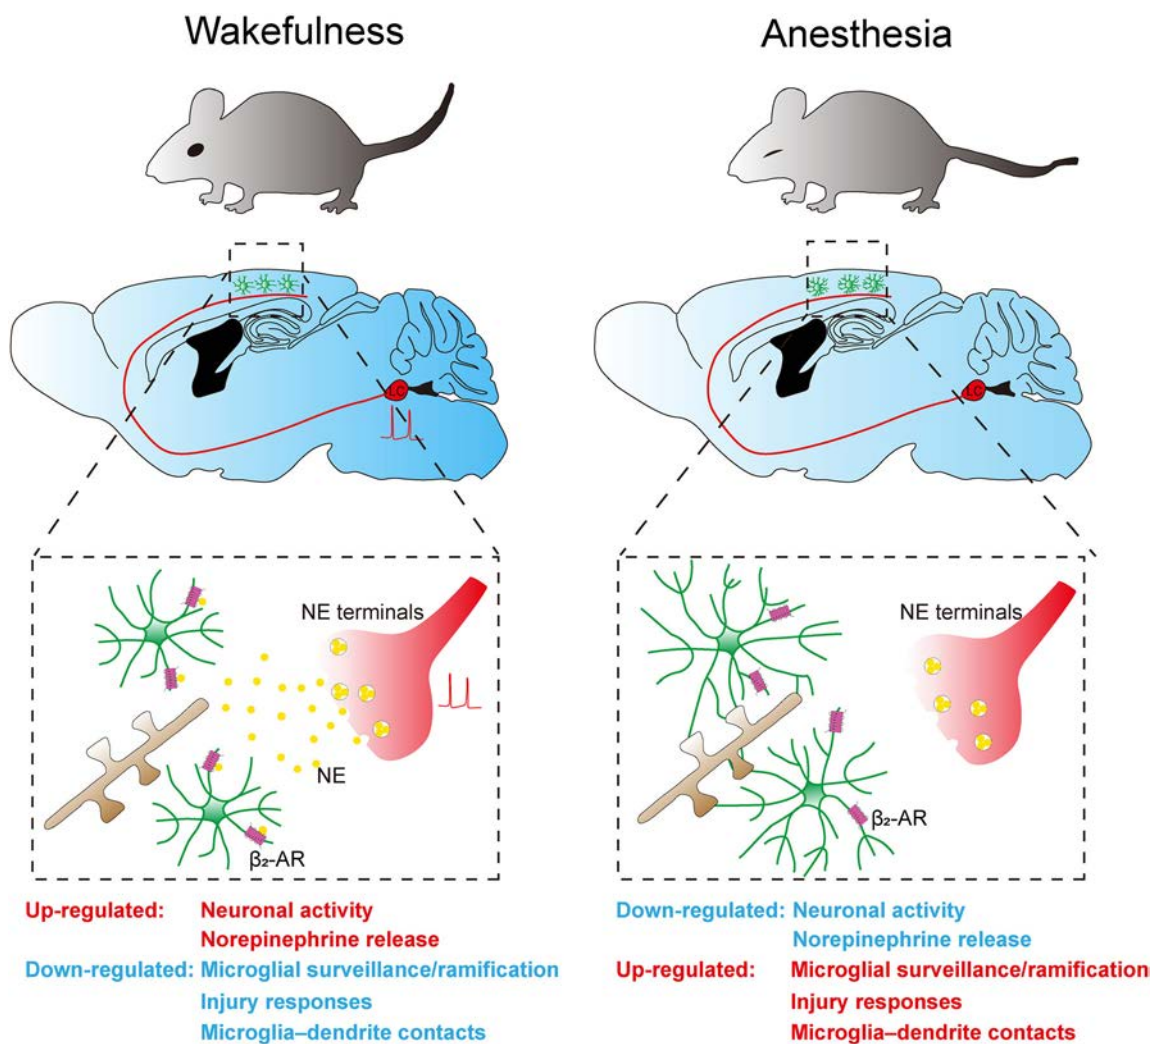 Wakefulness
Anesthesia
LC
LC
NE terminals
NE
β₂-AR
NE terminals
β₂-AR
Up-regulated: Neuronal activity
Norepinephrine release
Down-regulated: Microglial surveillance/ramification
Injury responses
Microglia–dendrite contacts
Down-regulated: Neuronal activity
Norepinephrine release
Up-regulated: Microglial surveillance/ramification
Injury responses
Microglia–dendrite contacts